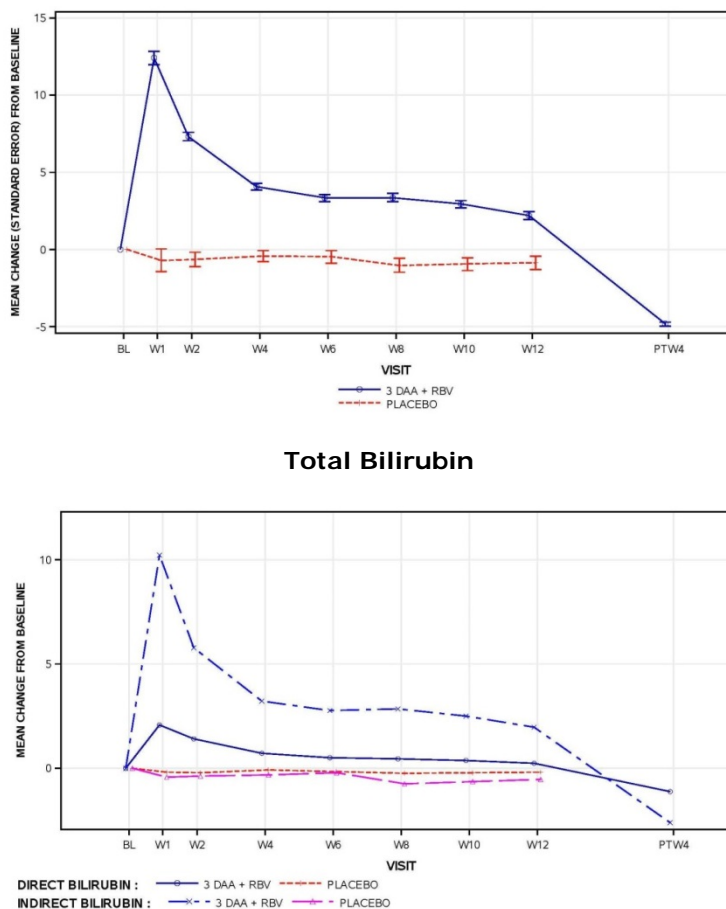 MEAN CHANGE (STANDARD ERROR) FROM BASELINE
15
10
5
0
-5
BL W1 W2 W4 W6 W8 W10 W12 PTW4
VISIT
3 DAA + RBV
PLACEBO
Total Bilirubin
MEAN CHANGE FROM BASELINE
10
5
0
BL W1 W2 W4 W6 W8 W10 W12 PTW4
VISIT
DIRECT BILIRUBIN : 3 DAA + RBV PLACEBO
INDIRECT BILIRUBIN : 3 DAA + RBV PLACEBO